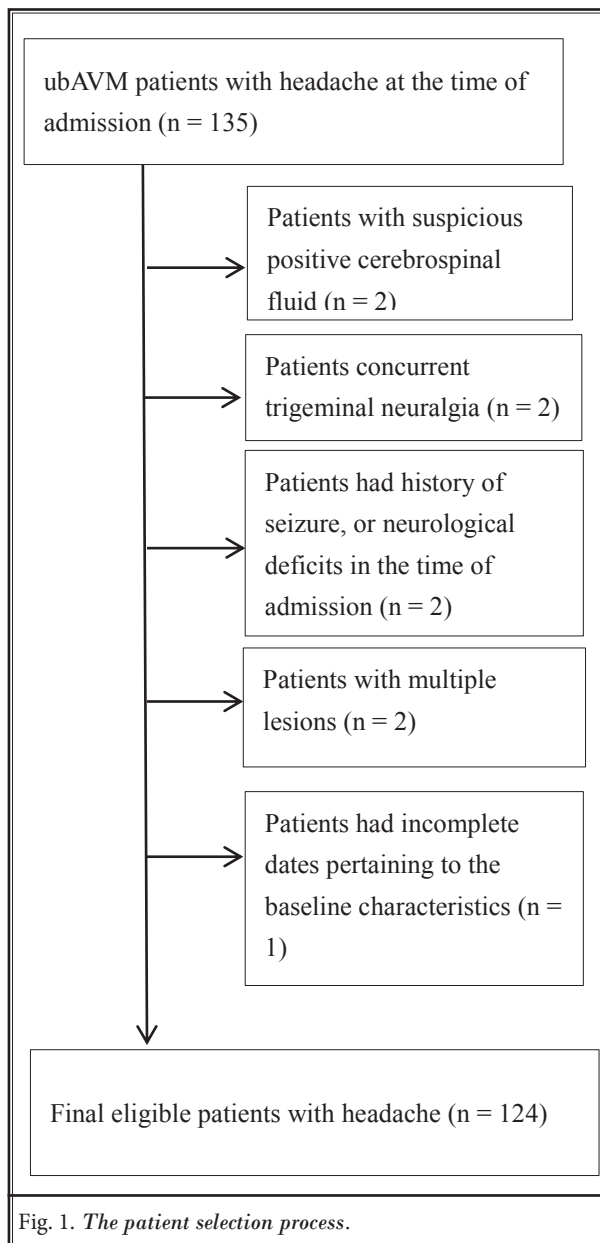 ubAVM patients with headache at the time of
admission (n = 135)
Patients with suspicious
positive cerebrospinal
fluid (n = 2)
Patients concurrent
trigeminal neuralgia (n = 2)
Patients had history of
seizure, or neurological
deficits in the time of
admission (n = 2)
Patients with multiple
lesions (n = 2)
Patients had incomplete
dates pertaining to the
baseline characteristics (n =
1)
Final eligible patients with headache (n = 124)
Fig. 1. The patient selection process.